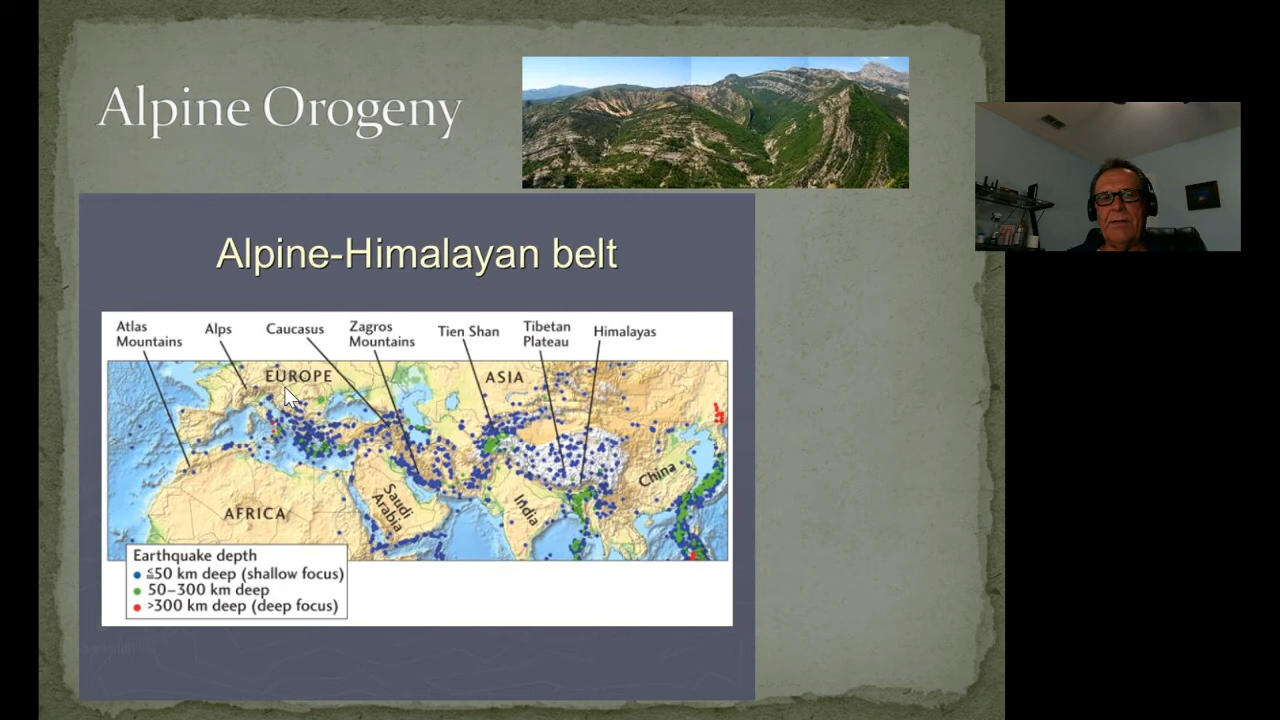 Alpine Orogeny
Alpine-Himalayan belt
Atlas
Mountains
Alps
Caucasus
Zagros
Mountains
Tien Shan
Tibetan
Plateau
Himalayas
EUROPE
ASIA
AFRICA
Saudi
Arabia
India
China
Earthquake depth
≦50 km deep (shallow focus)
50–300 km deep
>300 km deep (deep focus)